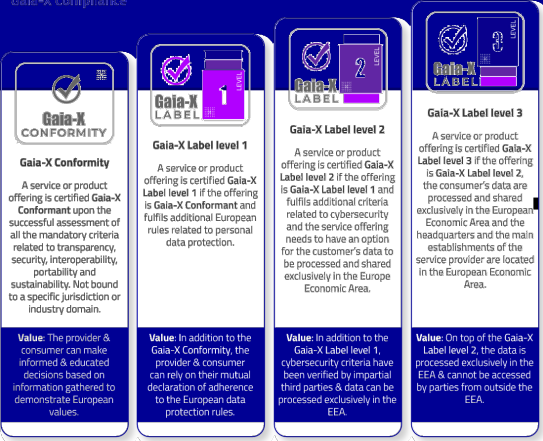 Gaia-X Compliance
Gaia-X
CONFORMITY
Gaia-X Conformity
A service or product
offering is certified Gaia-X
Conformant upon the
successful assessment of
all the mandatory criteria
related to transparency,
security, interoperability,
portability and
sustainability. Not bound
to a specific jurisdiction or
industry domain.
Value: The provider &
consumer can make
informed & educated
decisions based on
information gathered to
demonstrate European
values.
Gaia-X
LABEL
1
LEVEL
Gaia-X Label level 1
A service or product
offering is certified Gaia-X
Label level 1 if the offering
is Gaia-X Conformant and
fulfils additional European
rules related to personal
data protection.
Value: In addition to the
Gaia-X Conformity, the
provider & consumer
can rely on their mutual
declaration of adherence
to the European data
protection rules.
Gaia-X
LABEL
2
LEVEL
Gaia-X Label level 2
A service or product
offering is certified Gaia-X
Label level 2 if the offering
is Gaia-X Label level 1 and
fulfils additional criteria
related to cybersecurity
and the service offering
needs to have an option
for the customer's data to
be processed and shared
exclusively in the Europe
Economic Area.
Value: In addition to the
Gaia-X Label level 1,
cybersecurity criteria have
been verified by impartial
third parties & data can be
processed exclusively in the
EEA.
Gaia-X
LABEL
3
LEVEL
Gaia-X Label level 3
A service or product
offering is certified Gaia-X
Label level 3 if the offering
is Gaia-X Label level 2,
the consumer's data are
processed and shared
exclusively in the European
Economic Area and the
headquarters and the main
establishments of the
service provider are located
in the European Economic
Area.
Value: On top of the Gaia-X
Label level 2, the data is
processed exclusively in the
EEA & cannot be accessed
by parties from outside the
EEA.